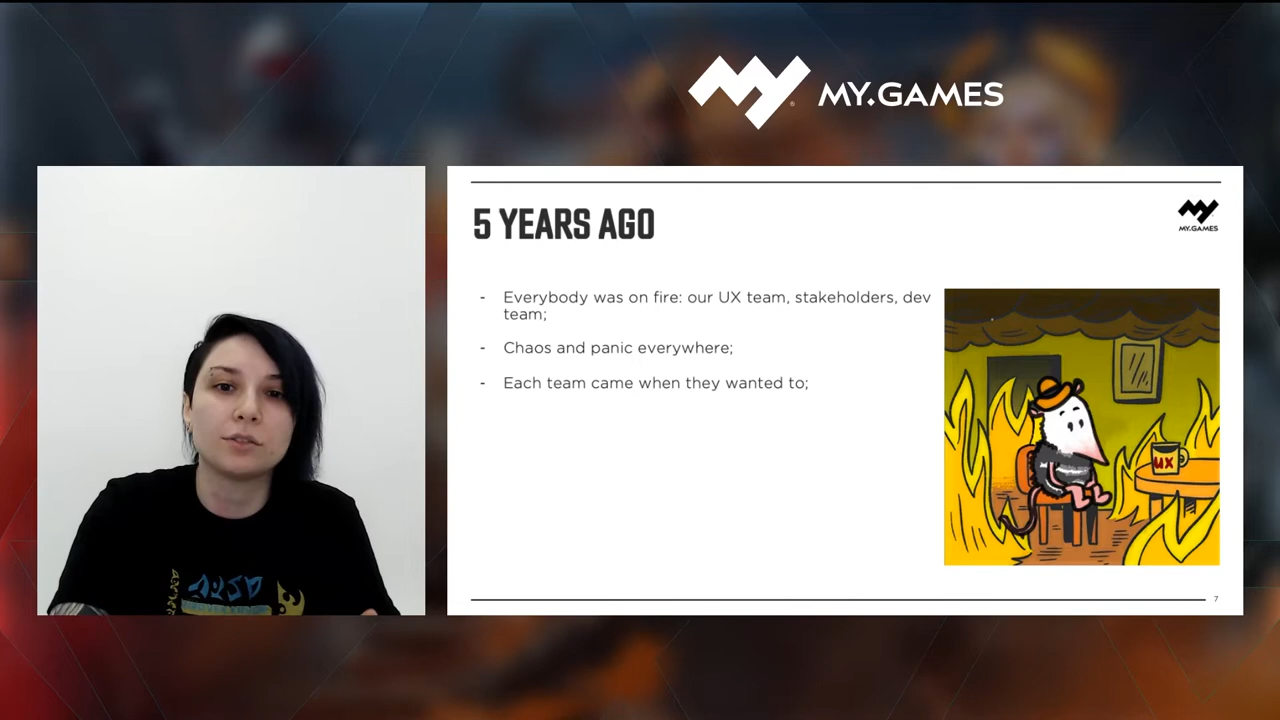 MY.GAMES
5 YEARS AGO
MY.GAMES
- Everybody was on fire: our UX team, stakeholders, dev
team;
- Chaos and panic everywhere;
- Each team came when they wanted to;
UX
7